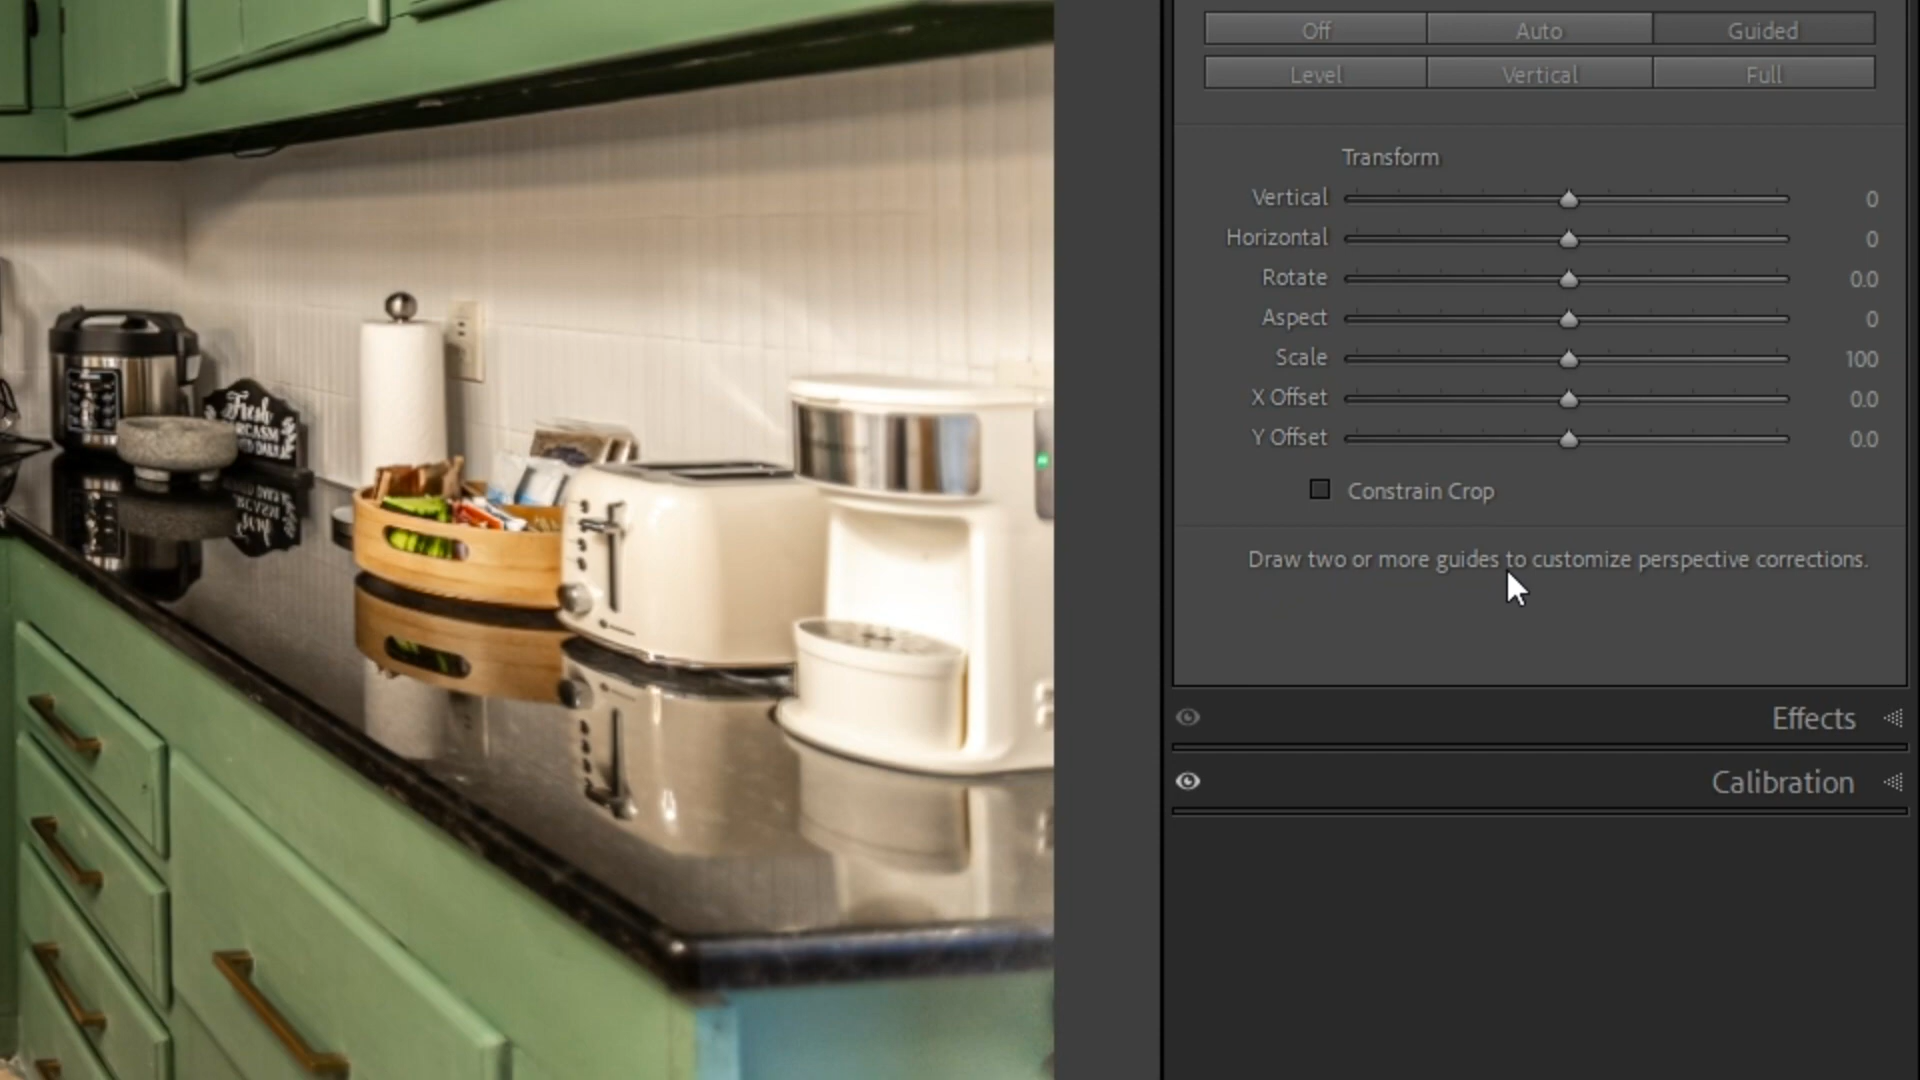 Off Auto Guided
Level Vertical Full
Transform
Vertical 0
Horizontal 0
Rotate 0.0
Aspect 0
Scale 100
X Offset 0.0
Y Offset 0.0
Constrain Crop
Draw two or more guides to customize perspective corrections.
Effects
Calibration
Fresh